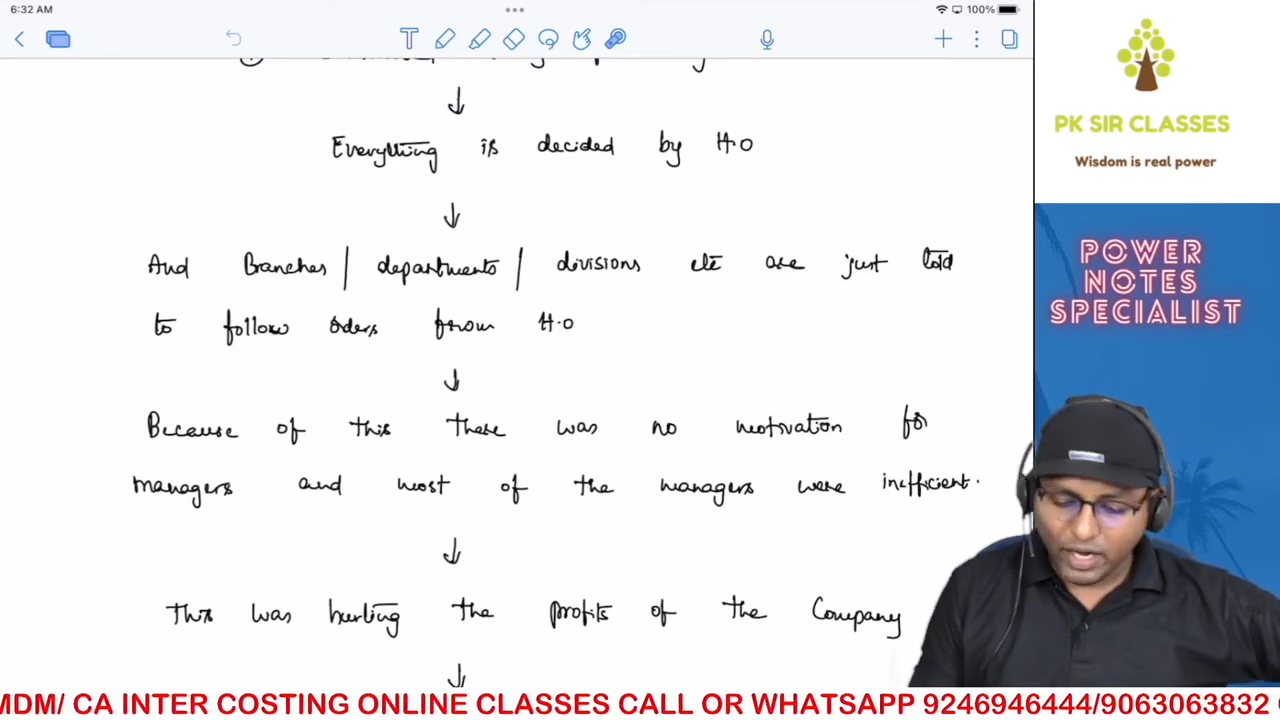 6:32 AM
100%
T
PK SIR CLASSES
Wisdom is real power
Everything is decided by H.O
And Branches / departments / divisions etc are just told
to follow orders from H.O
Because of this there was no motivation for
managers and most of the managers were inefficient.
This was hurting the profits of the Company
POWER
NOTES
SPECIALIST
MDM/ CA INTER COSTING ONLINE CLASSES CALL OR WHATSAPP 9246946444/9063063832